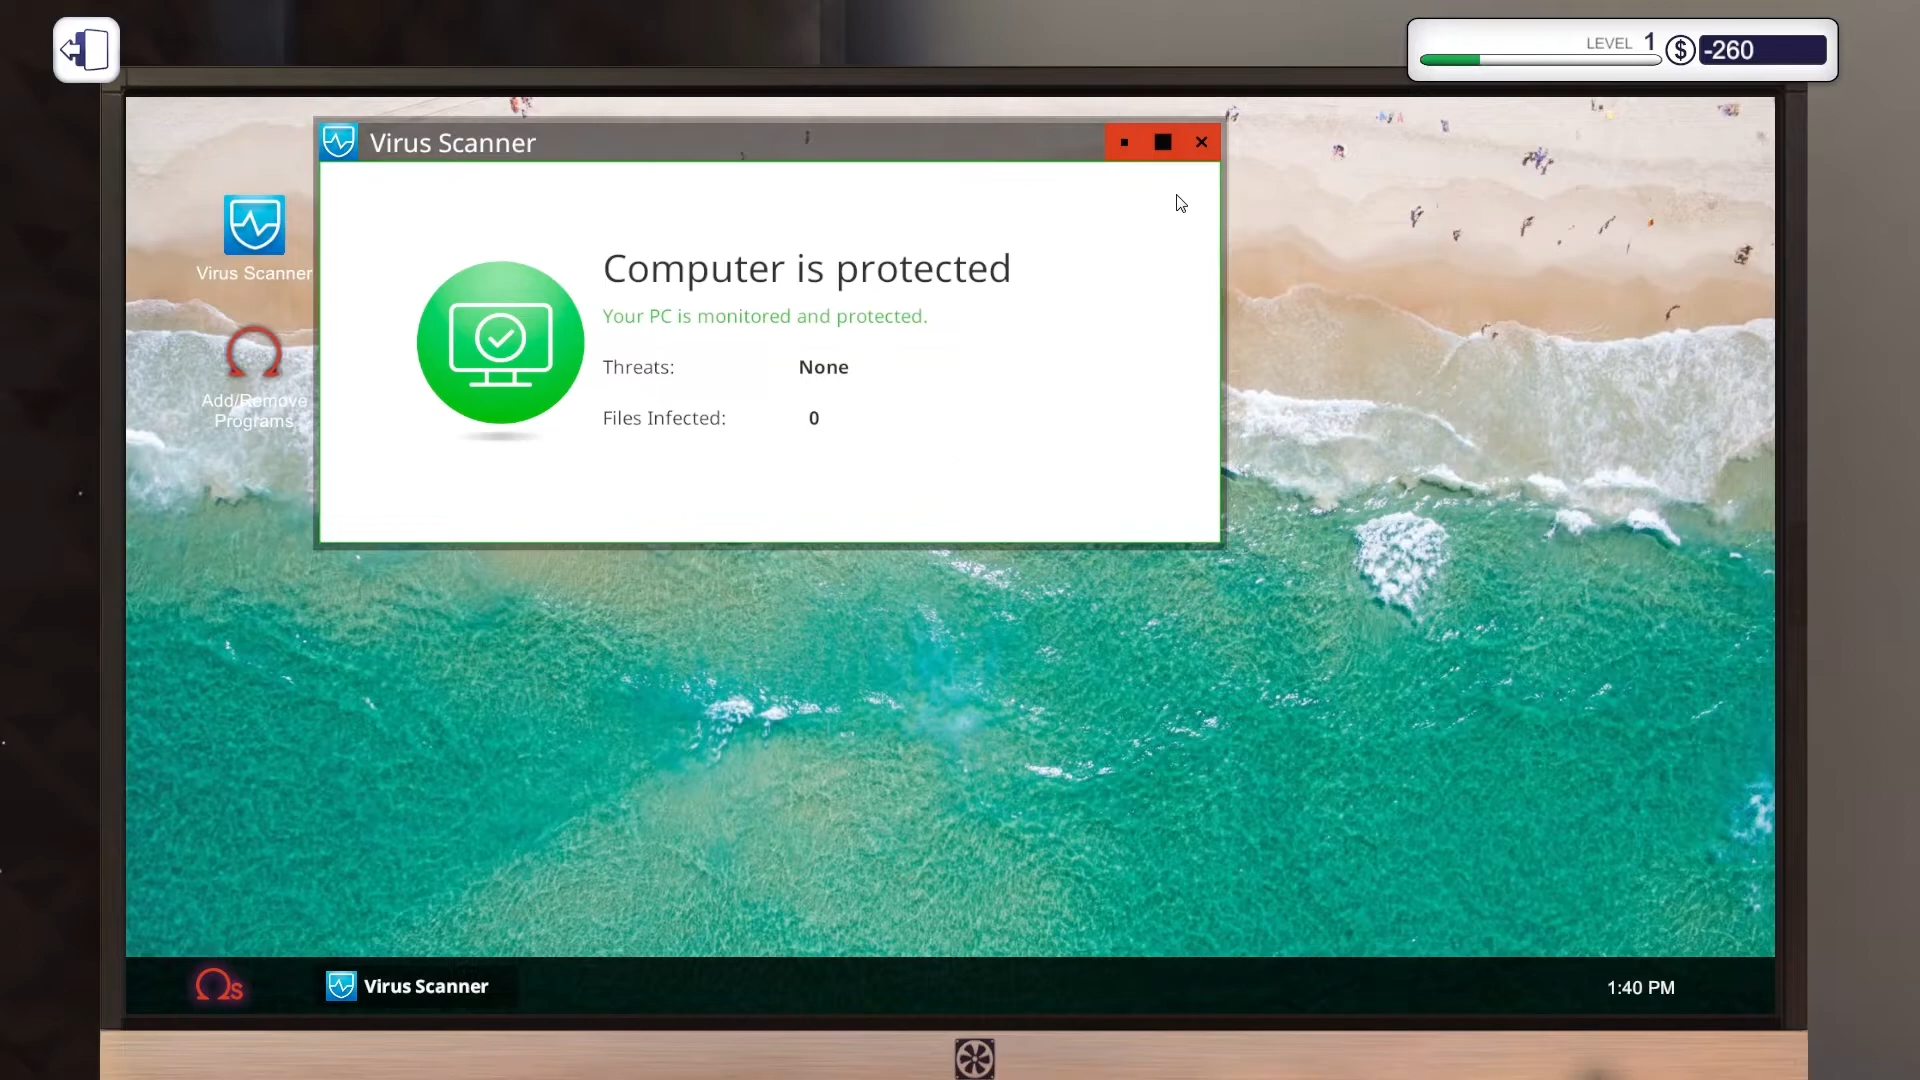 LEVEL 1
-260
Virus Scanner
Virus Scanner
Computer is protected
Your PC is monitored and protected.
Threats: None
Files Infected: 0
Add/Remove
Programs
Ωs
Virus Scanner
1:40 PM